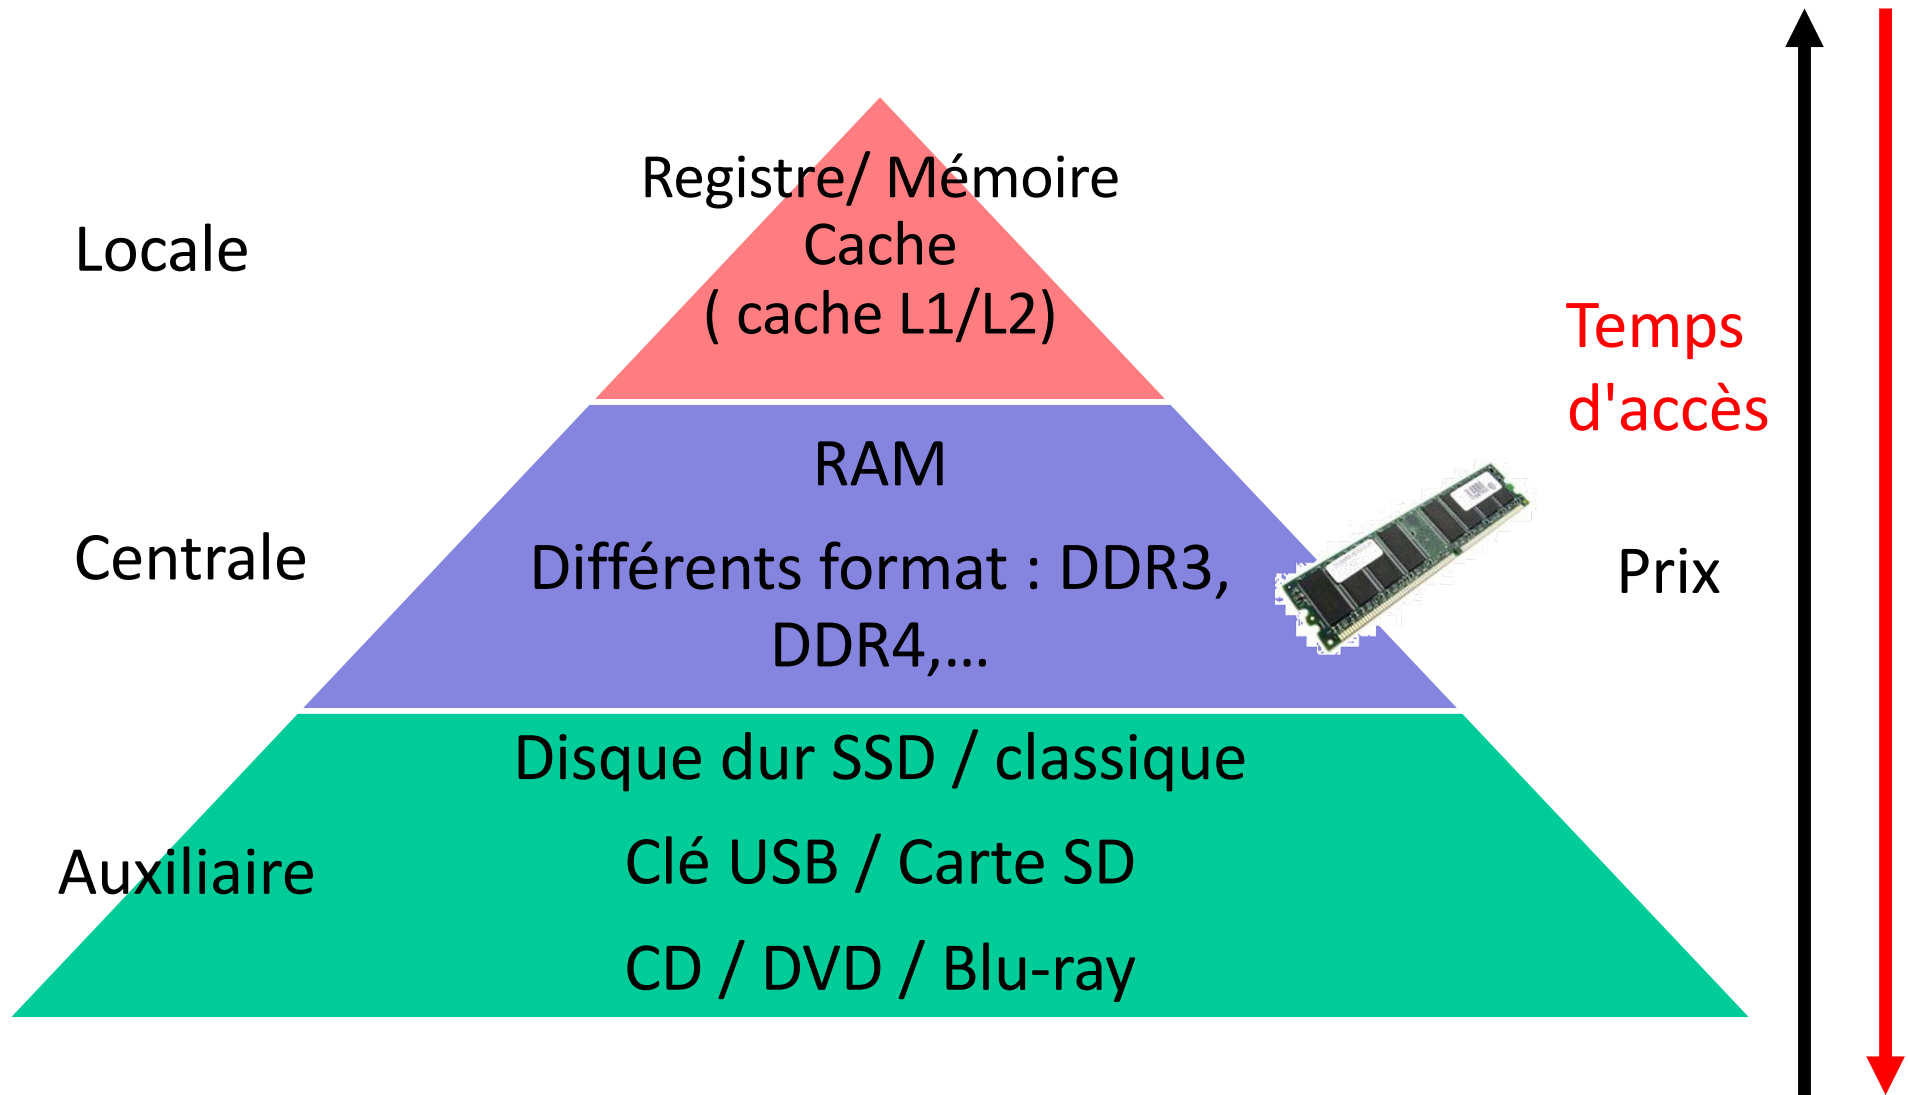 Registre/ Mémoire
Cache
( cache L1/L2)
Locale
Temps
d'accès
RAM
Différents format : DDR3,
DDR4,...
Centrale
Prix
Disque dur SSD / classique
Clé USB / Carte SD
CD / DVD / Blu-ray
Auxiliaire